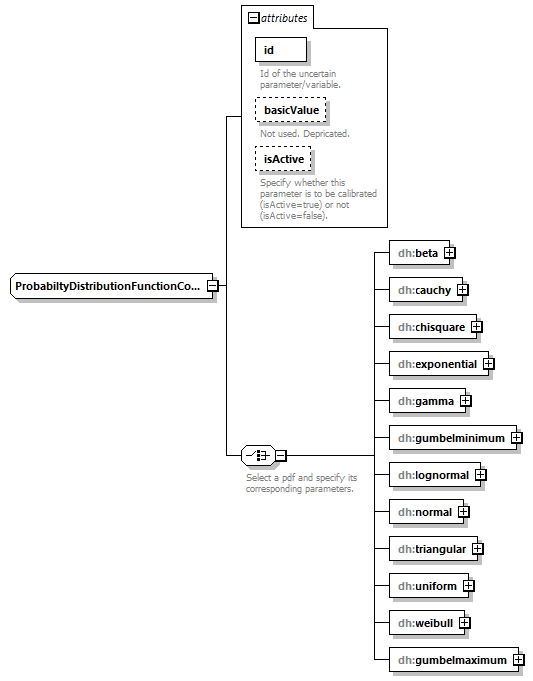 attributes
id
Id of the uncertain
parameter/variable.
basicValue
Not used. Depricated.
isActive
Specify whether this
parameter is to be calibrated
(isActive=true) or not
(isActive=false).
ProbabiltyDistributionFunctionCo...
Select a pdf and specify its
corresponding parameters.
dh:beta
dh:cauchy
dh:chisquare
dh:exponential
dh:gamma
dh:gumbelminimum
dh:lognormal
dh:normal
dh:triangular
dh:uniform
dh:weibull
dh:gumbelmaximum